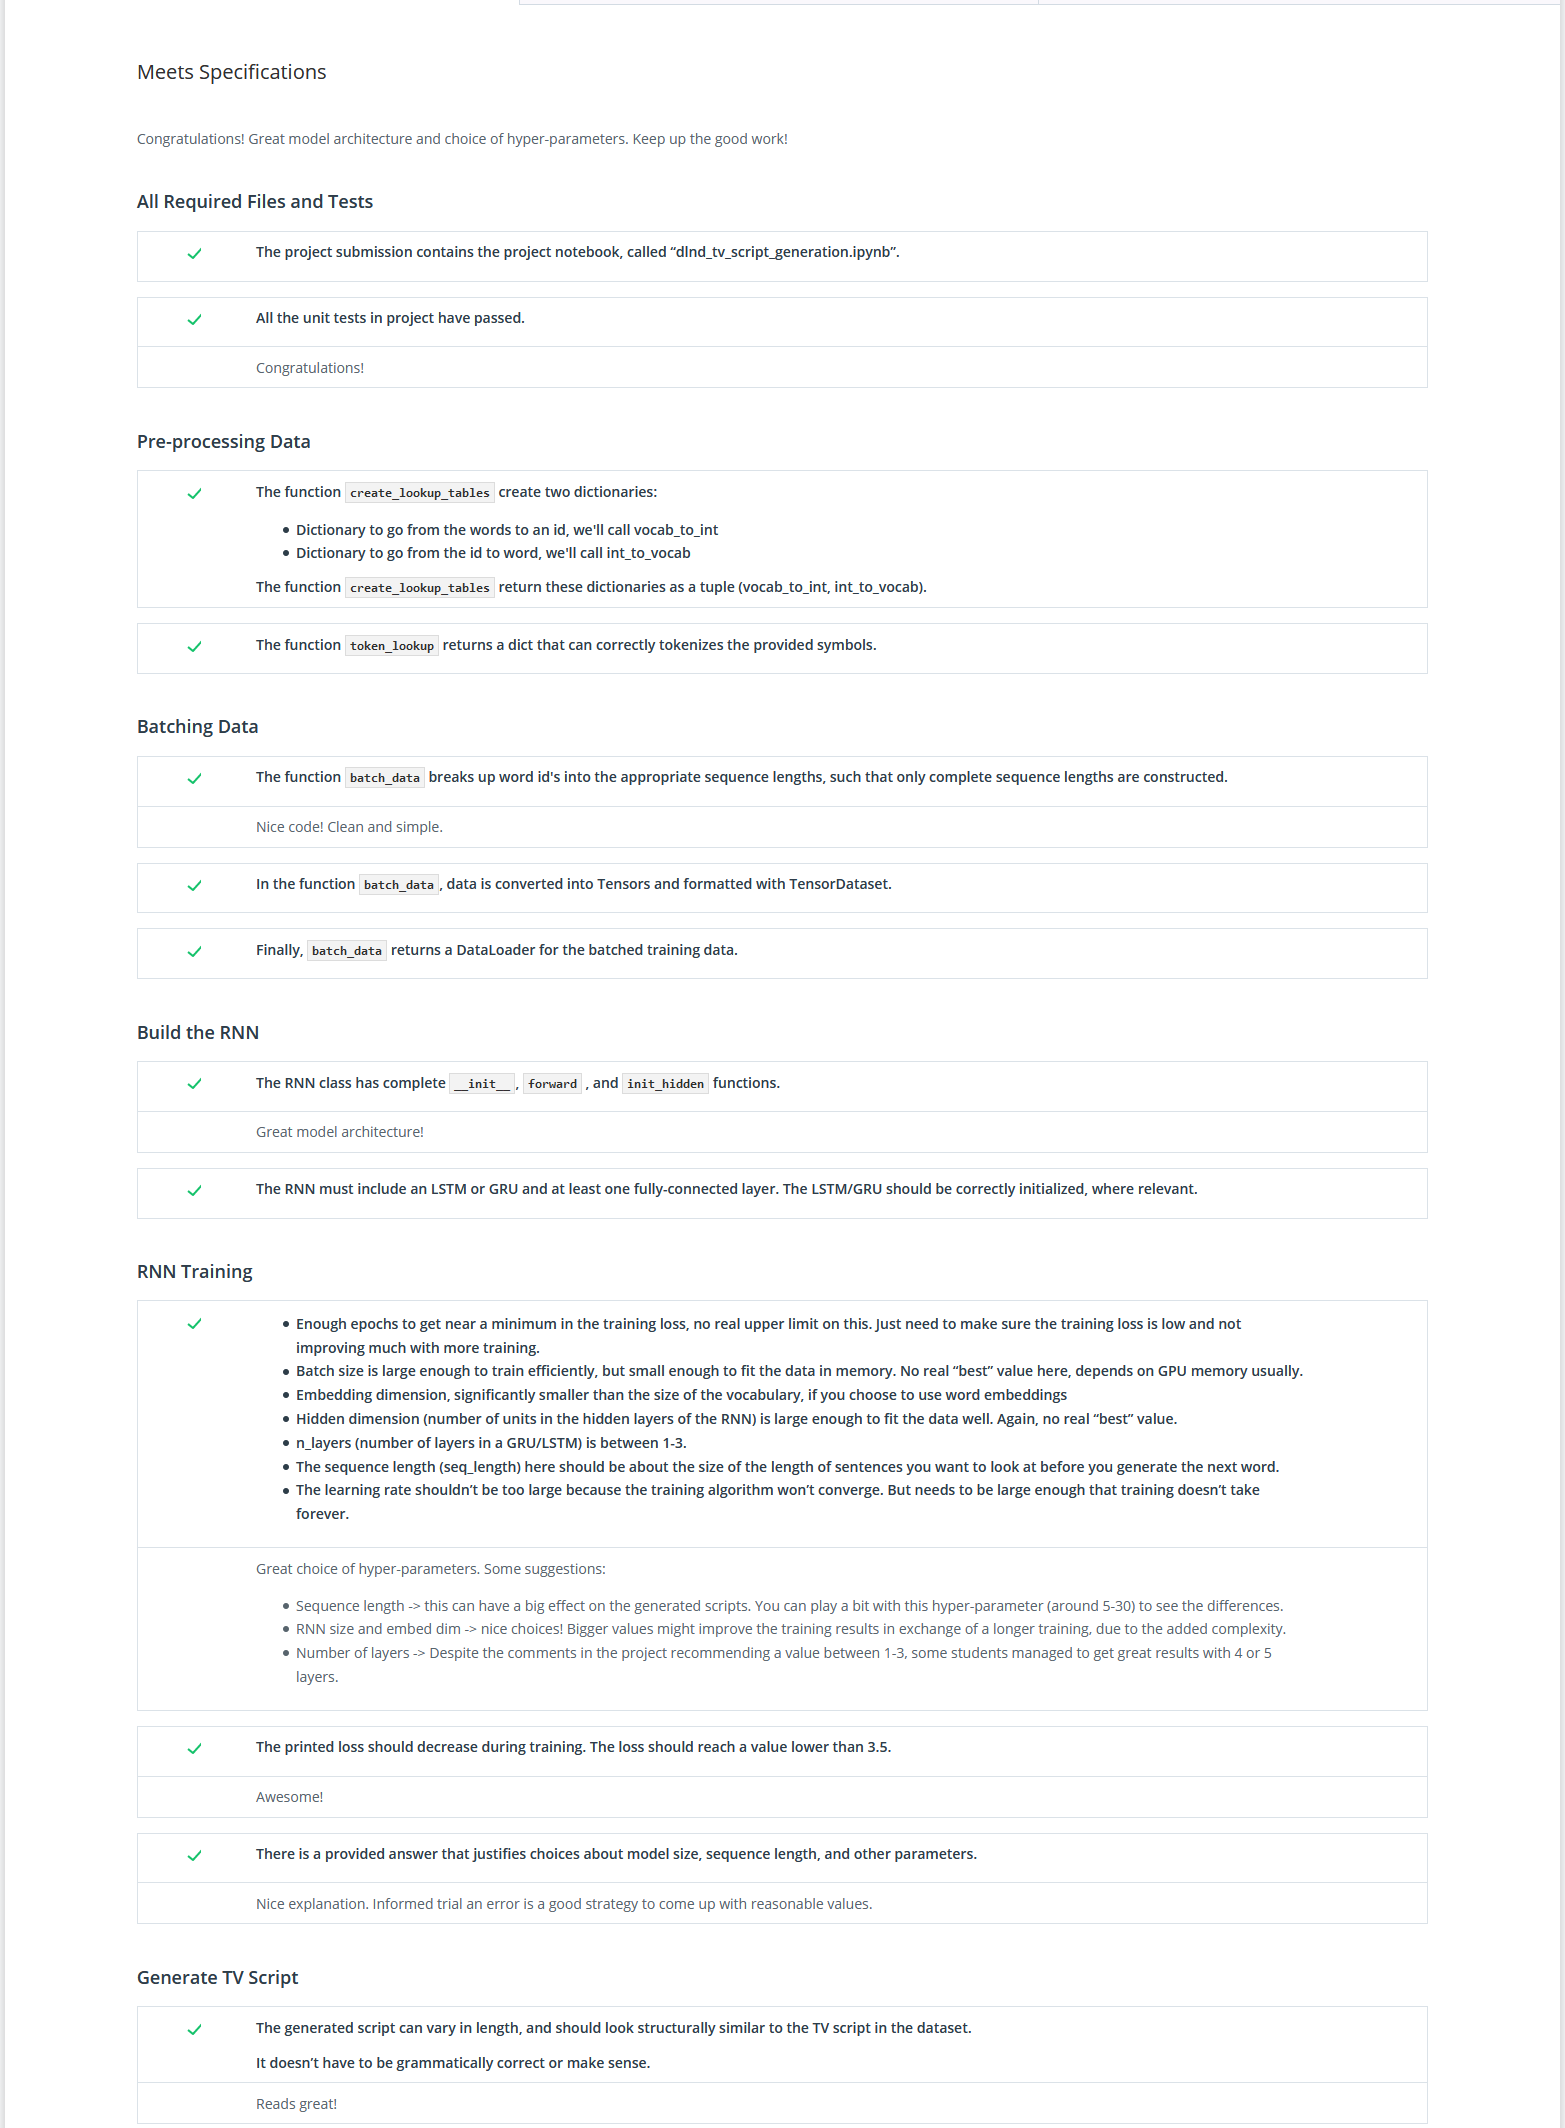 Meets Specifications
Congratulations! Great model architecture and choice of hyper-parameters. Keep up the good work!
All Required Files and Tests
The project submission contains the project notebook, called “dlnd_tv_script_generation.ipynb”.
All the unit tests in project have passed.
Congratulations!
Pre-processing Data
The function create_lookup_tables create two dictionaries:
• Dictionary to go from the words to an id, we'll call vocab_to_int
• Dictionary to go from the id to word, we'll call int_to_vocab
The function create_lookup_tables return these dictionaries as a tuple (vocab_to_int, int_to_vocab).
The function token_lookup returns a dict that can correctly tokenizes the provided symbols.
Batching Data
The function batch_data breaks up word id's into the appropriate sequence lengths, such that only complete sequence lengths are constructed.
Nice code! Clean and simple.
In the function batch_data, data is converted into Tensors and formatted with TensorDataset.
Finally, batch_data returns a DataLoader for the batched training data.
Build the RNN
The RNN class has complete __init__, forward , and init_hidden functions.
Great model architecture!
The RNN must include an LSTM or GRU and at least one fully-connected layer. The LSTM/GRU should be correctly initialized, where relevant.
RNN Training
• Enough epochs to get near a minimum in the training loss, no real upper limit on this. Just need to make sure the training loss is low and not
improving much with more training.
• Batch size is large enough to train efficiently, but small enough to fit the data in memory. No real “best” value here, depends on GPU memory usually.
• Embedding dimension, significantly smaller than the size of the vocabulary, if you choose to use word embeddings
• Hidden dimension (number of units in the hidden layers of the RNN) is large enough to fit the data well. Again, no real “best” value.
• n_layers (number of layers in a GRU/LSTM) is between 1-3.
• The sequence length (seq_length) here should be about the size of the length of sentences you want to look at before you generate the next word.
• The learning rate shouldn’t be too large because the training algorithm won’t converge. But needs to be large enough that training doesn’t take
forever.
Great choice of hyper-parameters. Some suggestions:
• Sequence length -> this can have a big effect on the generated scripts. You can play a bit with this hyper-parameter (around 5-30) to see the differences.
• RNN size and embed dim -> nice choices! Bigger values might improve the training results in exchange of a longer training, due to the added complexity.
• Number of layers -> Despite the comments in the project recommending a value between 1-3, some students managed to get great results with 4 or 5
layers.
The printed loss should decrease during training. The loss should reach a value lower than 3.5.
Awesome!
There is a provided answer that justifies choices about model size, sequence length, and other parameters.
Nice explanation. Informed trial an error is a good strategy to come up with reasonable values.
Generate TV Script
The generated script can vary in length, and should look structurally similar to the TV script in the dataset.
It doesn’t have to be grammatically correct or make sense.
Reads great!